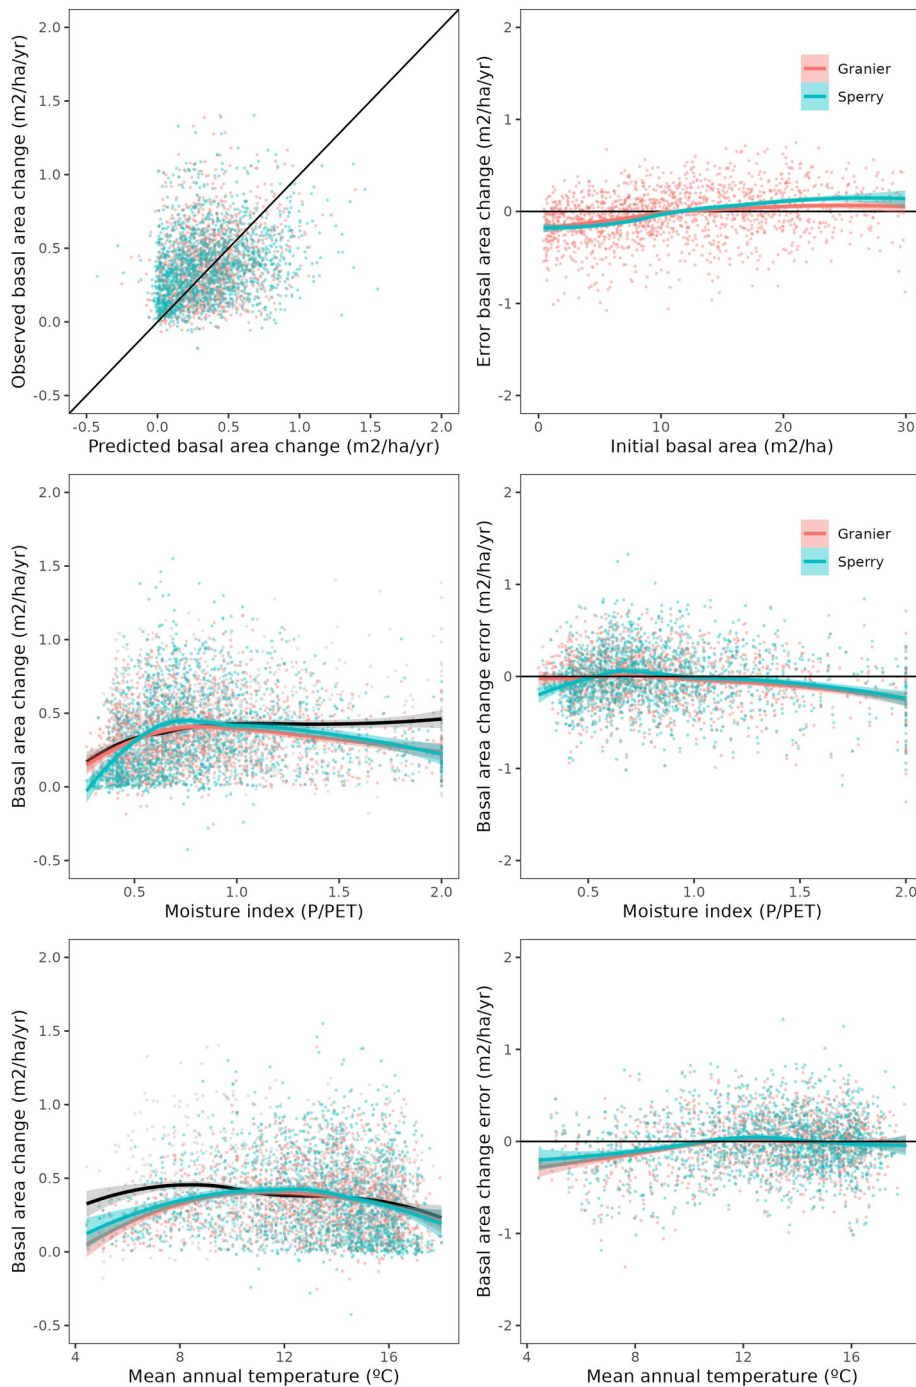 2.0
1.5
1.0
0.5
0.0
-0.5
-0.5 0.0 0.5 1.0 1.5 2.0
Observed basal area change (m2/ha/yr)
Predicted basal area change (m2/ha/yr)
2
1
0
-1
-2
0 10 20 30
Error basal area change (m2/ha/yr)
Initial basal area (m2/ha)
Granier
Sperry
2.0
1.5
1.0
0.5
0.0
-0.5
0.5 1.0 1.5 2.0
Basal area change (m2/ha/yr)
Moisture index (P/PET)
2
1
0
-1
-2
0.5 1.0 1.5 2.0
Basal area change error (m2/ha/yr)
Moisture index (P/PET)
Granier
Sperry
2.0
1.5
1.0
0.5
0.0
-0.5
4 8 12 16
Basal area change (m2/ha/yr)
Mean annual temperature (ºC)
2
1
0
-1
-2
4 8 12 16
Basal area change error (m2/ha/yr)
Mean annual temperature (ºC)